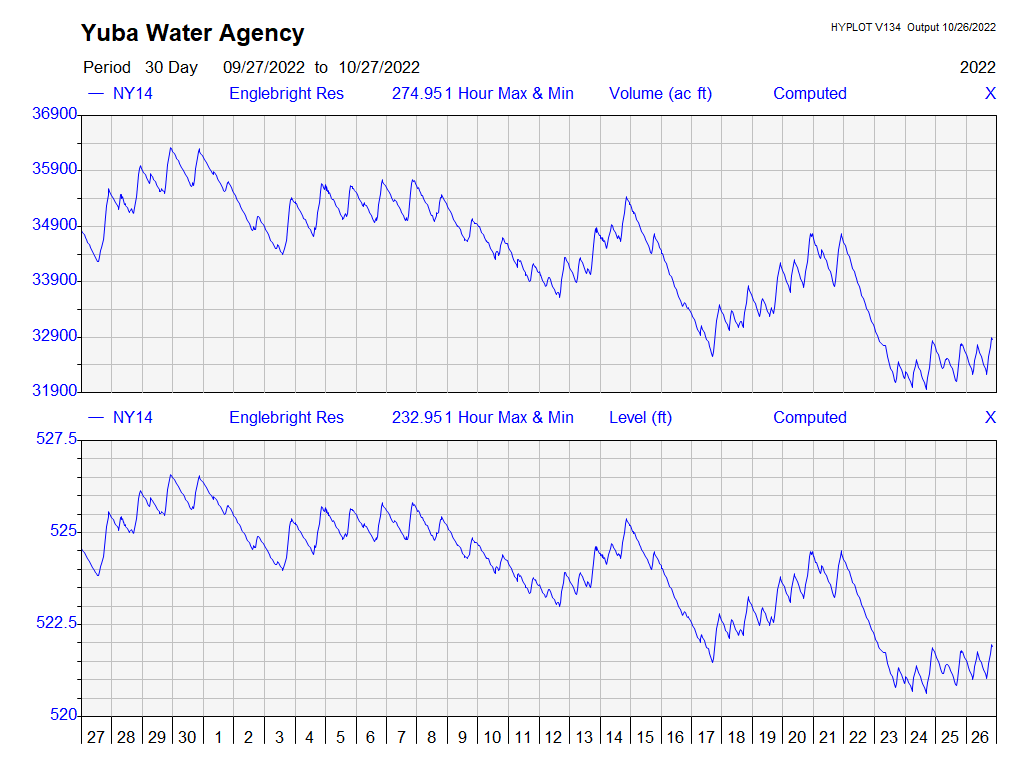 Yuba Water Agency
HYPLOT V134 Output 10/26/2022
Period 30 Day 09/27/2022 to 10/27/2022 2022
— NY14 Englebright Res 274.951 Hour Max & Min Volume (ac ft) Computed X
36900
35900
34900
33900
32900
31900
— NY14 Englebright Res 232.951 Hour Max & Min Level (ft) Computed X
527.5
525
522.5
520
27 28 29 30 1 2 3 4 5 6 7 8 9 10 11 12 13 14 15 16 17 18 19 20 21 22 23 24 25 26